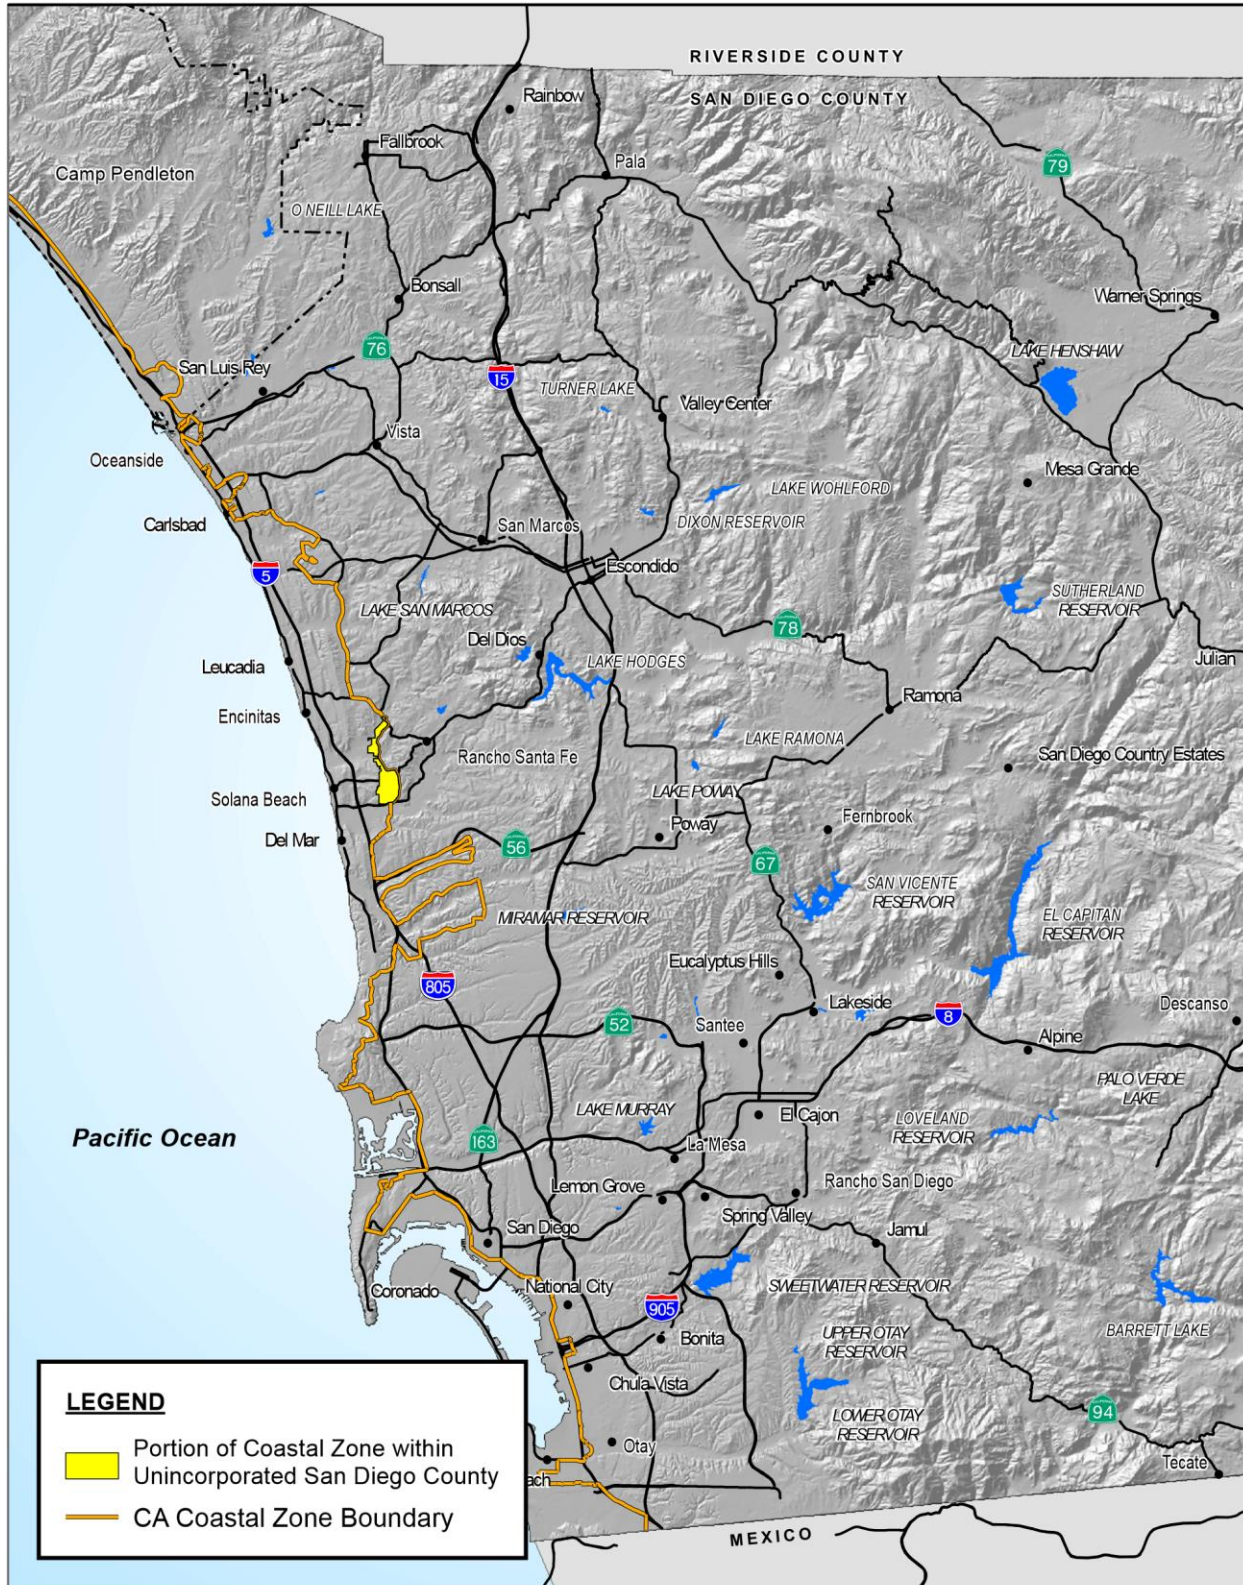 RIVERSIDE COUNTY
SAN DIEGO COUNTY
Rainbow
Fallbrook
Pala
79
Camp Pendleton
O NEILL LAKE
Bonsall
Warner Springs
76
LAKE HENSHAW
San Luis Rey
15
TURNER LAKE
Valley Center
Vista
Oceanside
Mesa Grande
LAKE WOHLFORD
Carlsbad
San Marcos
DIXON RESERVOIR
5
Escondido
LAKE SAN MARCOS
SUTHERLAND
RESERVOIR
78
Del Dios
LAKE HODGES
Leucadia
Julian
Ramona
Encinitas
LAKE RAMONA
Rancho Santa Fe
San Diego Country Estates
Solana Beach
LAKE POWAY
Del Mar
56
Poway
Fernbrook
67
SAN VICENTE
RESERVOIR
MIRAMAR RESERVOIR
EL CAPITAN
RESERVOIR
Eucalyptus Hills
805
52
Santee
Lakeside
8
Descanso
Alpine
PALO VERDE
LAKE
LAKE MURRAY
El Cajon
LOVELAND
RESERVOIR
Pacific Ocean
163
La Mesa
Lemon Grove
Rancho San Diego
Spring Valley
San Diego
Jamul
Coronado
National City
SWEETWATER RESERVOIR
905
Bonita
UPPER OTAY
RESERVOIR
BARRETT LAKE
Chula Vista
LOWER OTAY
RESERVOIR
94
Otay
Tecate
ach
MEXICO
LEGEND
Portion of Coastal Zone within
Unincorporated San Diego County
CA Coastal Zone Boundary